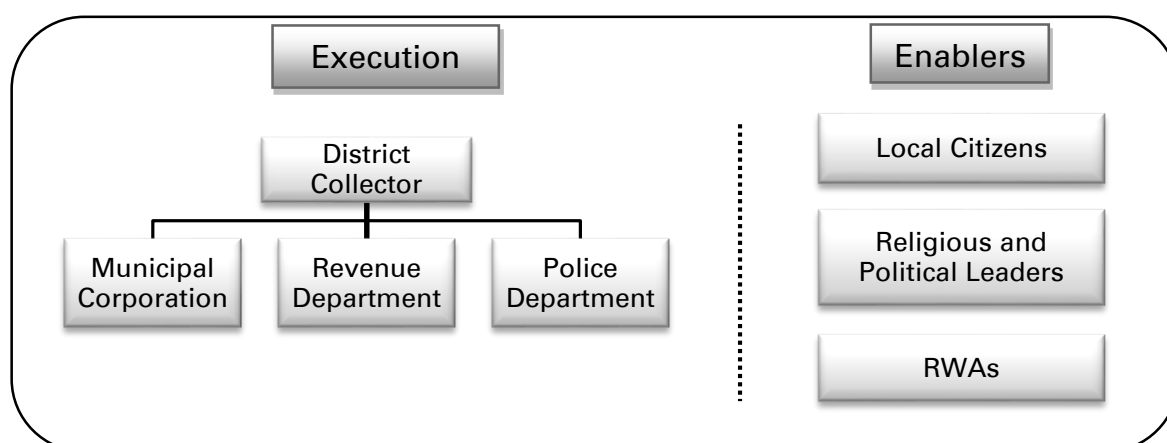 Execution
District
Collector
Municipal
Corporation
Revenue
Department
Police
Department
Enablers
Local Citizens
Religious and
Political Leaders
RWAs